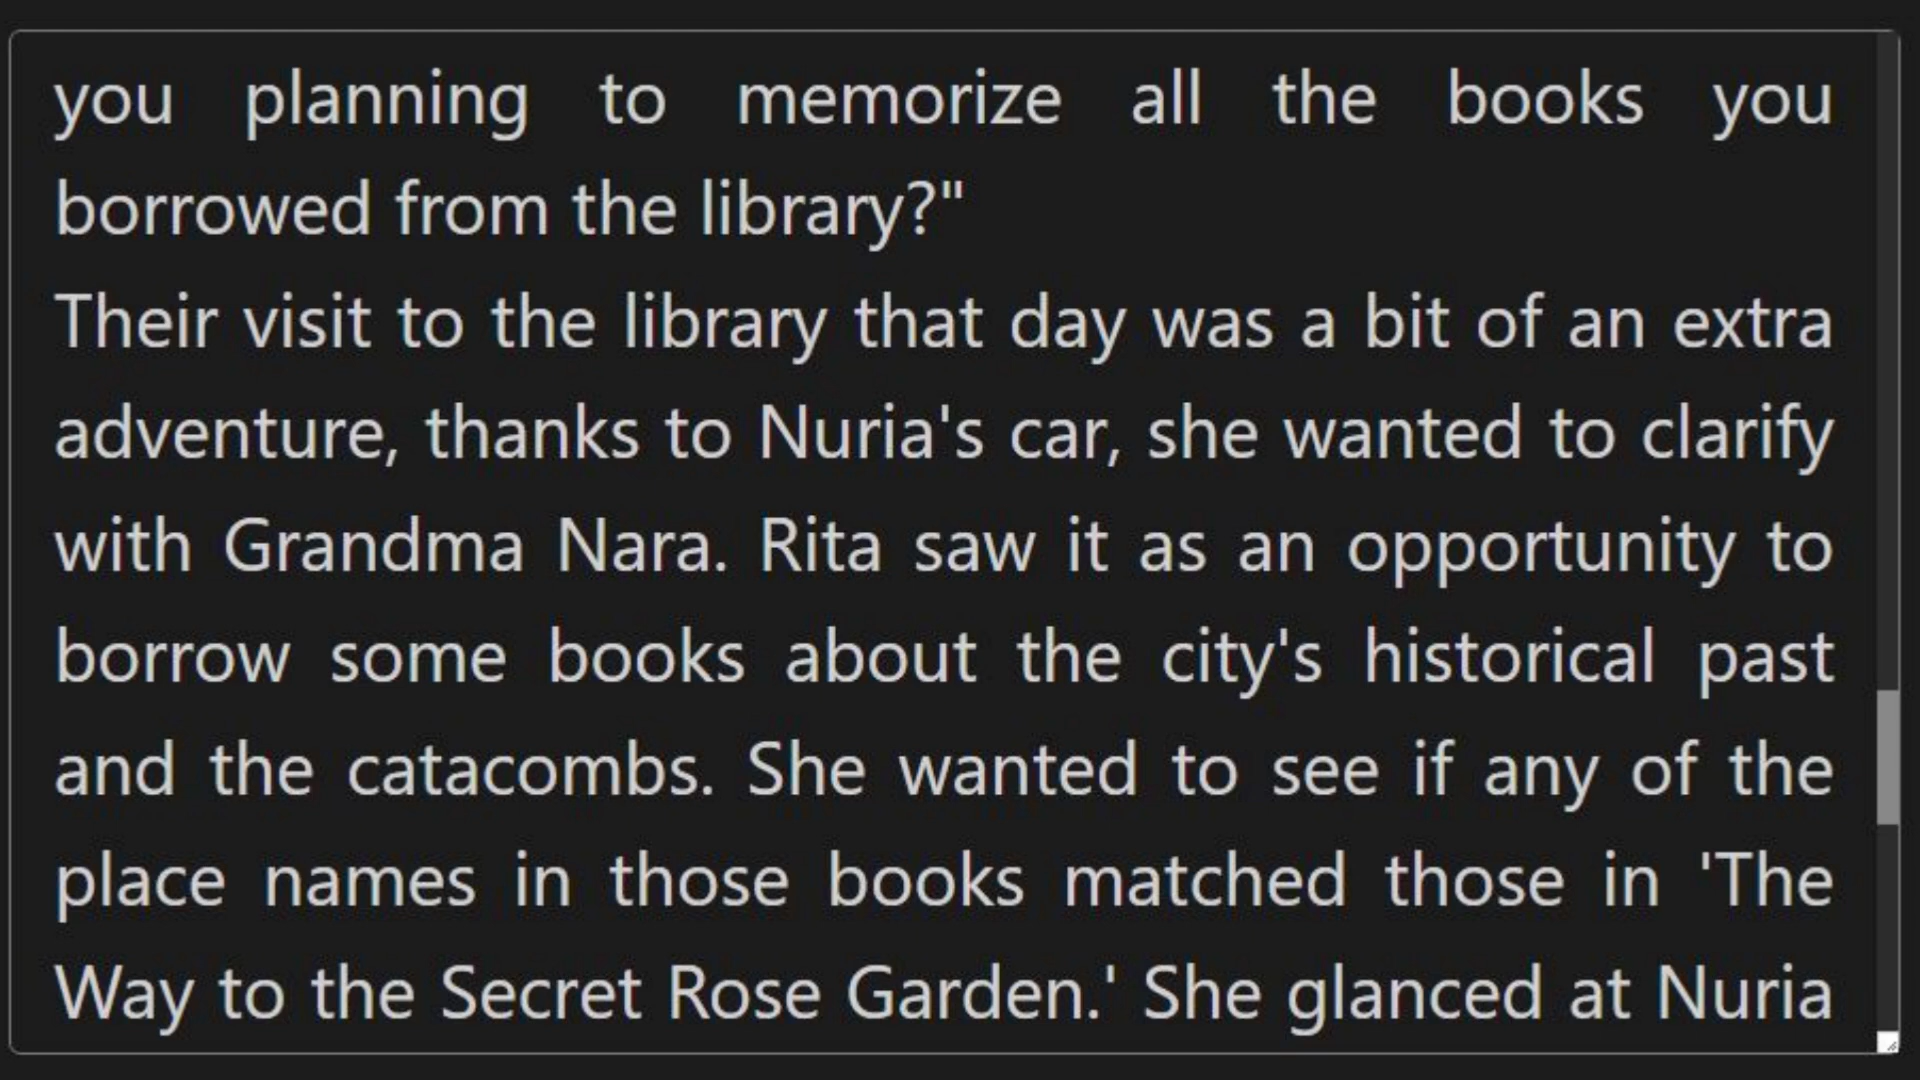 you planning to memorize all the books you
borrowed from the library?"
Their visit to the library that day was a bit of an extra
adventure, thanks to Nuria's car, she wanted to clarify
with Grandma Nara. Rita saw it as an opportunity to
borrow some books about the city's historical past
and the catacombs. She wanted to see if any of the
place names in those books matched those in 'The
Way to the Secret Rose Garden.' She glanced at Nuria